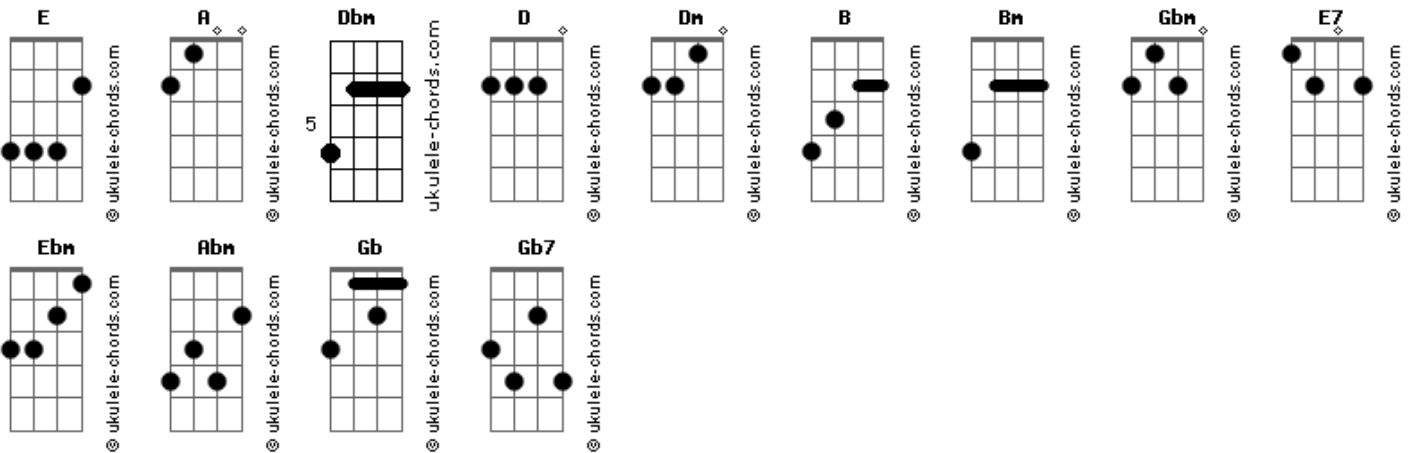 E A Dbm D Dm B Bm Gbm E7
5
© ukulele-chords.com © ukulele-chords.com ukulele-chords.com © ukulele-chords.com © ukulele-chords.com © ukulele-chords.com © ukulele-chords.com © ukulele-chords.com © ukulele-chords.com
Ebm Abm Gb Gb7
© ukulele-chords.com © ukulele-chords.com © ukulele-chords.com © ukulele-chords.com